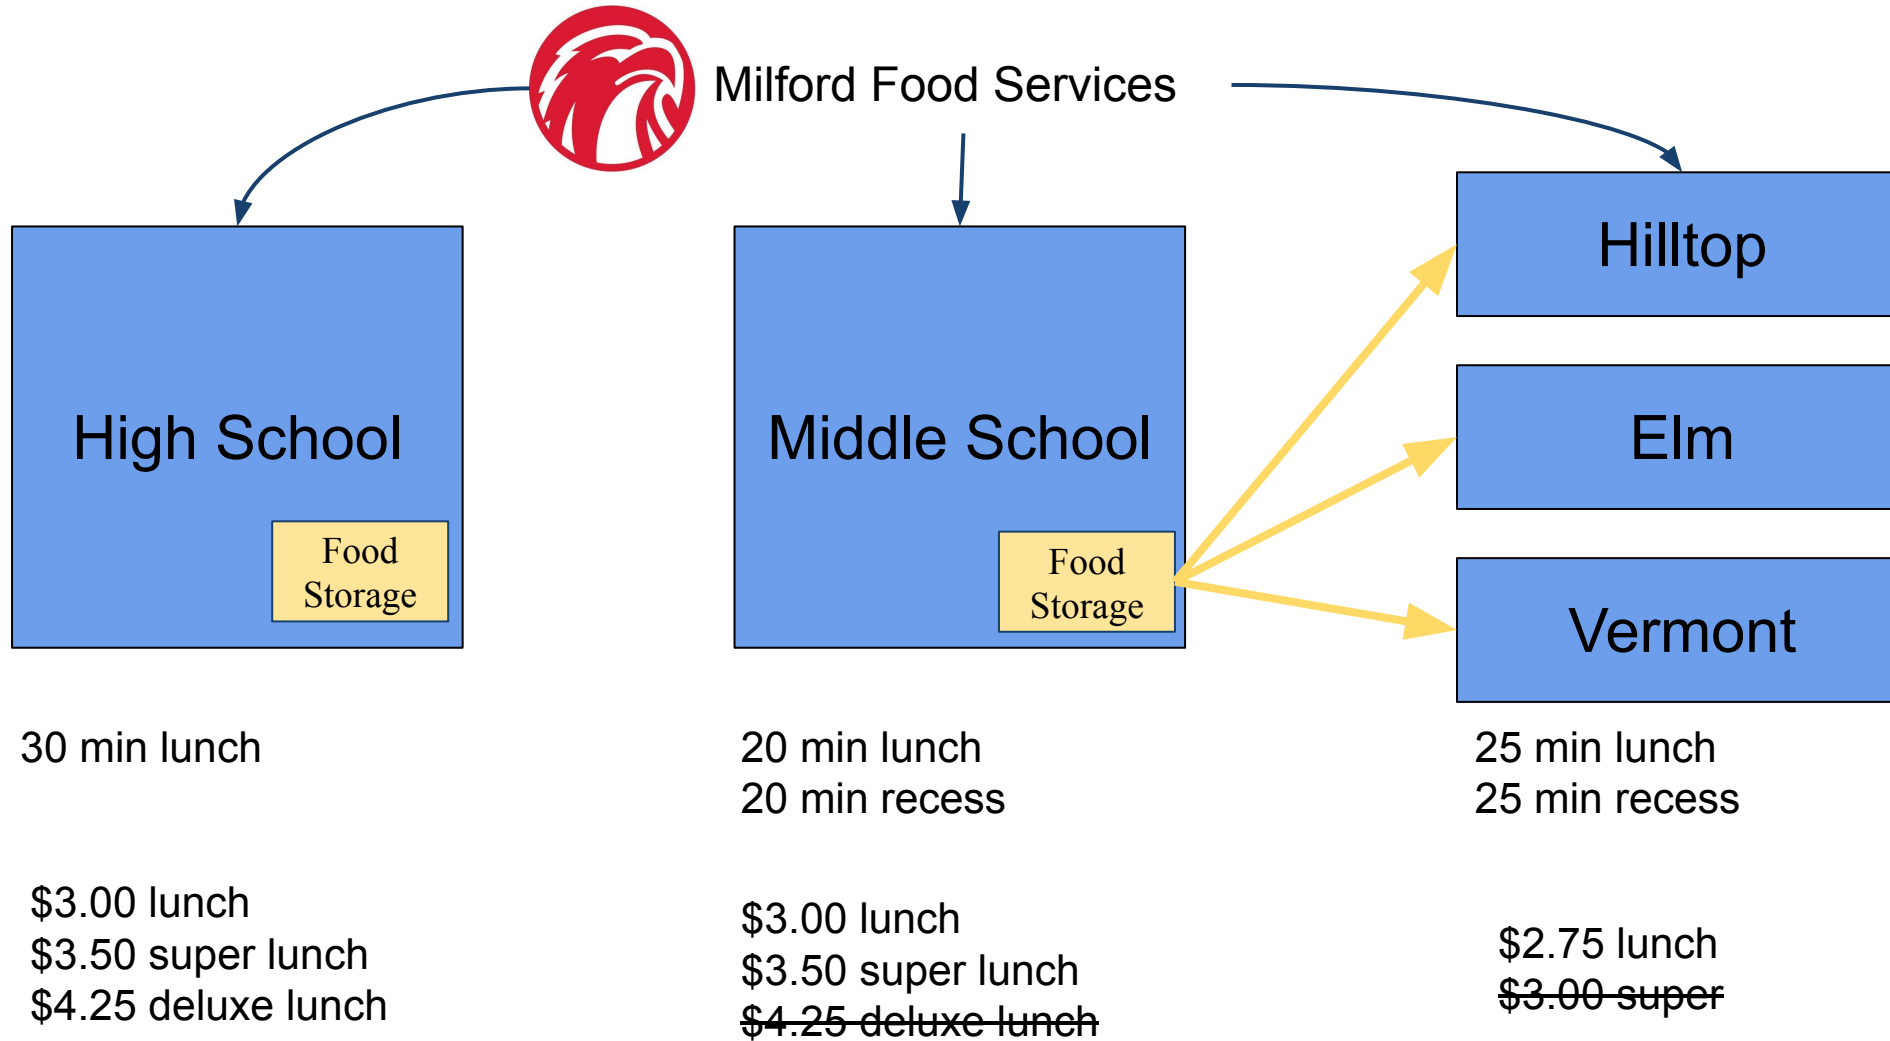 Milford Food Services
High School
Food
Storage
Middle School
Food
Storage
Hilltop
Elm
Vermont
30 min lunch
20 min lunch
20 min recess
25 min lunch
25 min recess
$3.00 lunch
$3.50 super lunch
$4.25 deluxe lunch
$3.00 lunch
$3.50 super lunch
$4.25 deluxe lunch
$2.75 lunch
$3.00 super